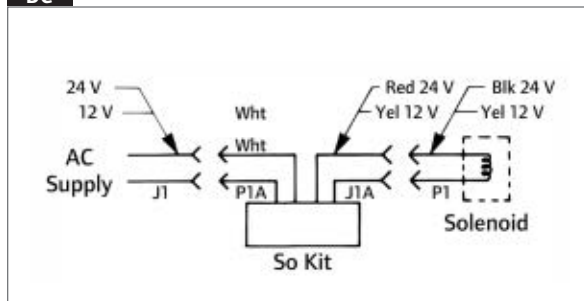 DC
24 V
12 V
Wht
Wht
Red 24 V
Yel 12 V
Blk 24 V
Yel 12 V
AC
Supply
J1
P1A
J1A
P1
Solenoid
So Kit